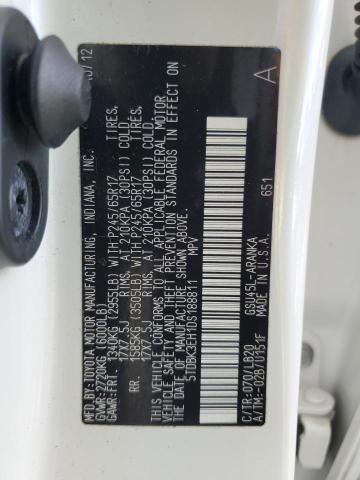 MFD. BY: TOYOTA MOTOR MANUFACTURING, INDIANA, INC. 10/12
GVWR: 2720KG (6000LB)
GAWR: FRT. 1340KG (2955LB) WITH P245/65R17 TIRES,
17X7.5J RIMS, AT 210KPA (30PSI) COLD,
RR. 1585KG (3505LB) WITH P245/65R17 TIRES,
17X7.5J RIMS, AT 210KPA (30PSI) COLD.
THIS VEHICLE CONFORMS TO ALL APPLICABLE FEDERAL MOTOR
VEHICLE SAFETY AND THEFT PREVENTION STANDARDS IN EFFECT ON
THE DATE OF MANUFACTURE SHOWN ABOVE.
5TDBK3EH1DS188811 MPV
A
651
C/TR: 070/LB20 GSU45L-ARANKA
A/TM:-02B/U151F MADE IN U.S.A.